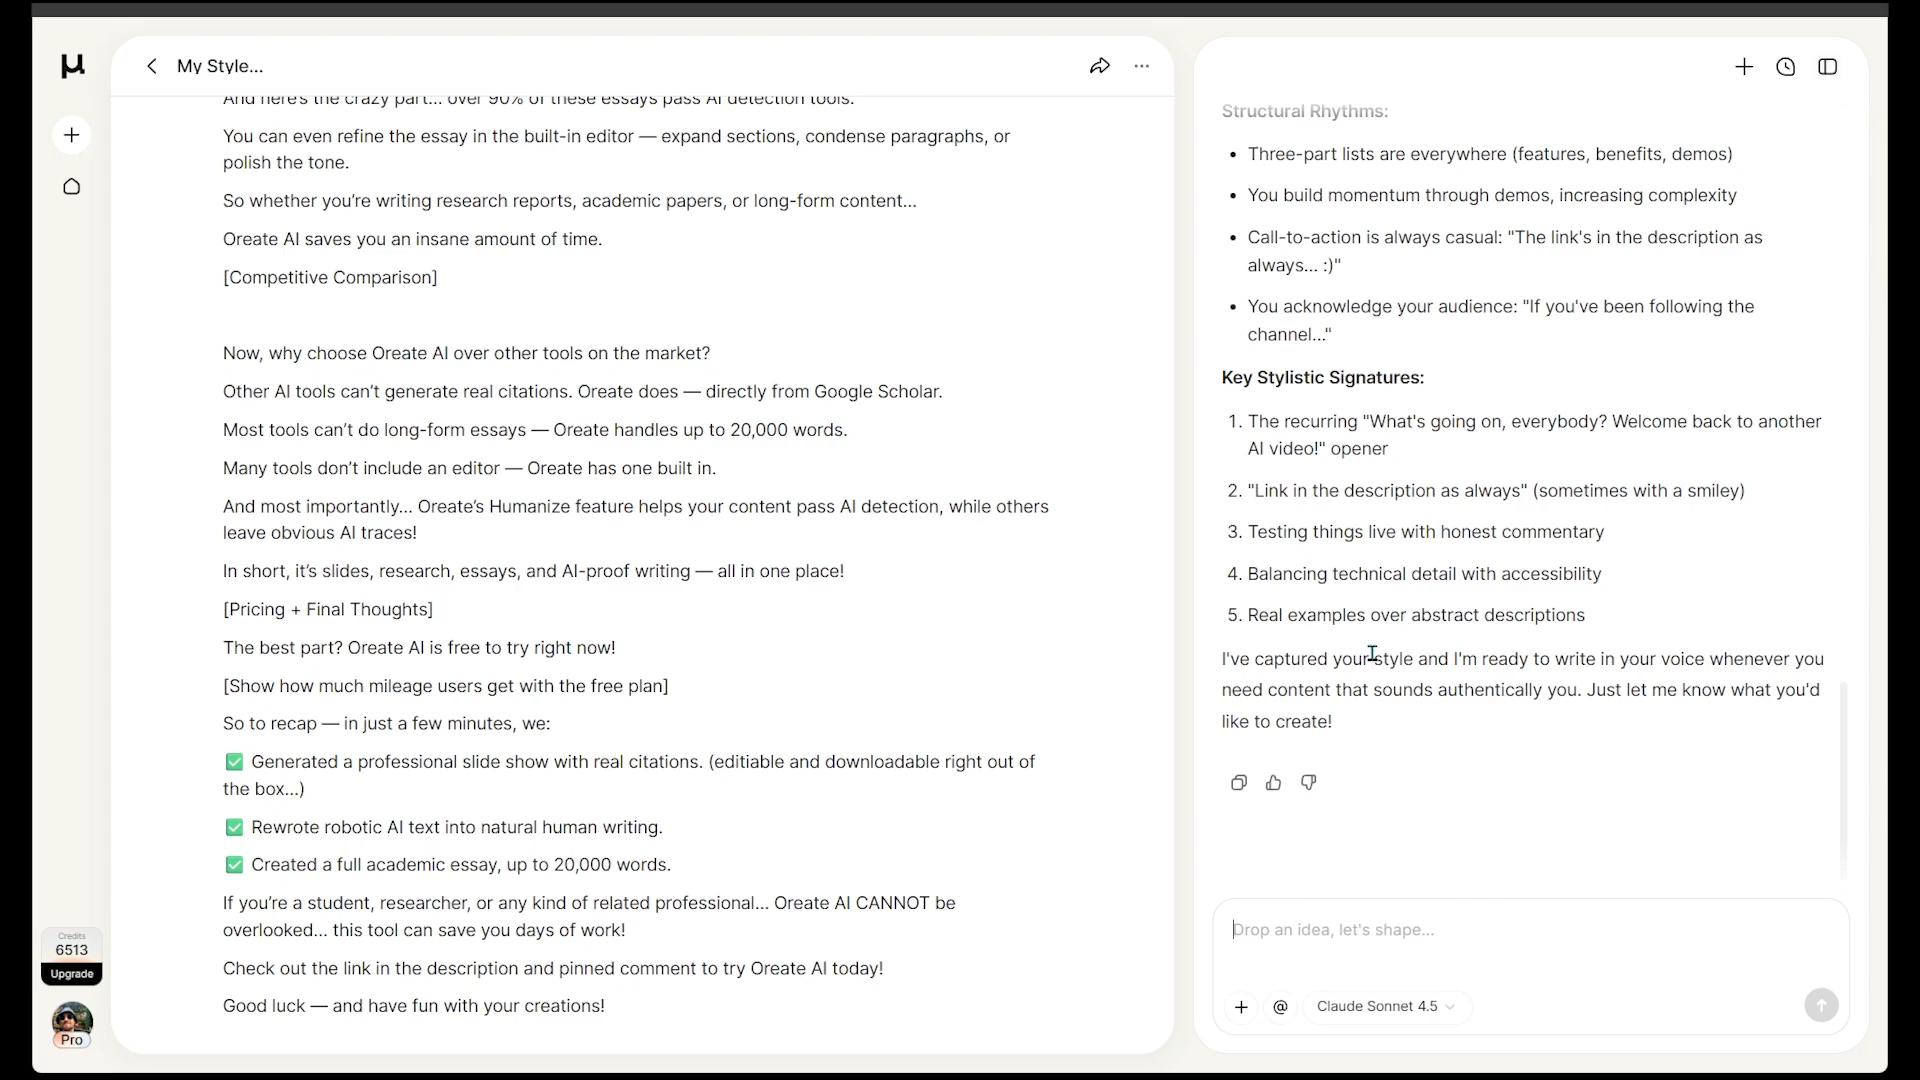 µ
My Style...
And here's the crazy part... over 90% of these essays pass AI detection tools.
You can even refine the essay in the built-in editor — expand sections, condense paragraphs, or
polish the tone.
So whether you're writing research reports, academic papers, or long-form content...
Oreate AI saves you an insane amount of time.
[Competitive Comparison]
Now, why choose Oreate AI over other tools on the market?
Other AI tools can't generate real citations. Oreate does — directly from Google Scholar.
Most tools can't do long-form essays — Oreate handles up to 20,000 words.
Many tools don't include an editor — Oreate has one built in.
And most importantly... Oreate's Humanize feature helps your content pass AI detection, while others
leave obvious AI traces!
In short, it's slides, research, essays, and AI-proof writing — all in one place!
[Pricing + Final Thoughts]
The best part? Oreate AI is free to try right now!
[Show how much mileage users get with the free plan]
So to recap — in just a few minutes, we:
✅ Generated a professional slide show with real citations. (editiable and downloadable right out of
the box...)
✅ Rewrote robotic AI text into natural human writing.
✅ Created a full academic essay, up to 20,000 words.
If you're a student, researcher, or any kind of related professional... Oreate AI CANNOT be
overlooked... this tool can save you days of work!
Check out the link in the description and pinned comment to try Oreate AI today!
Good luck — and have fun with your creations!
Credits
6513
Upgrade
Pro
Structural Rhythms:
• Three-part lists are everywhere (features, benefits, demos)
• You build momentum through demos, increasing complexity
• Call-to-action is always casual: "The link's in the description as
always... :)"
• You acknowledge your audience: "If you've been following the
channel..."
Key Stylistic Signatures:
1. The recurring "What's going on, everybody? Welcome back to another
AI video!" opener
2. "Link in the description as always" (sometimes with a smiley)
3. Testing things live with honest commentary
4. Balancing technical detail with accessibility
5. Real examples over abstract descriptions
I've captured your style and I'm ready to write in your voice whenever you
need content that sounds authentically you. Just let me know what you'd
like to create!
Drop an idea, let's shape...
+ @ Claude Sonnet 4.5